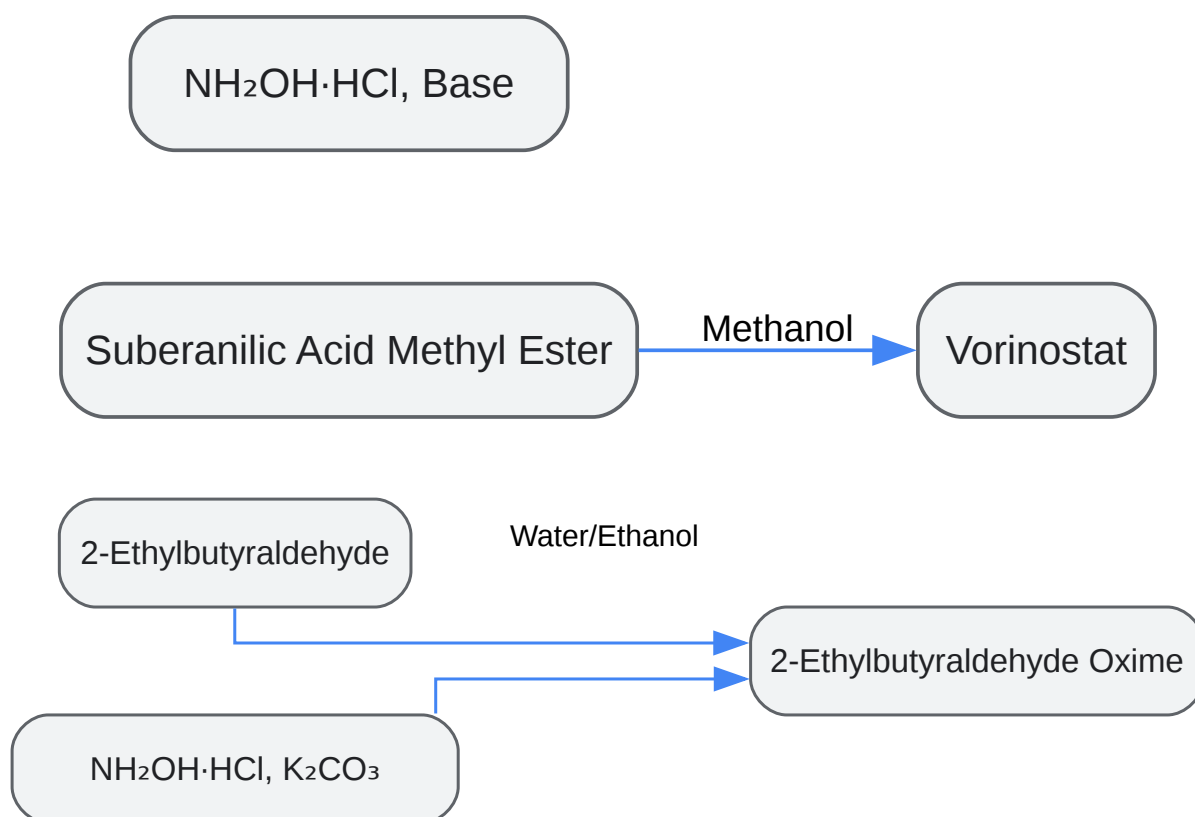 NH₂OH·HCl, Base
Suberanilic Acid Methyl Ester
Methanol
Vorinostat
2-Ethylbutyraldehyde
Water/Ethanol
2-Ethylbutyraldehyde Oxime
NH₂OH·HCl, K₂CO₃